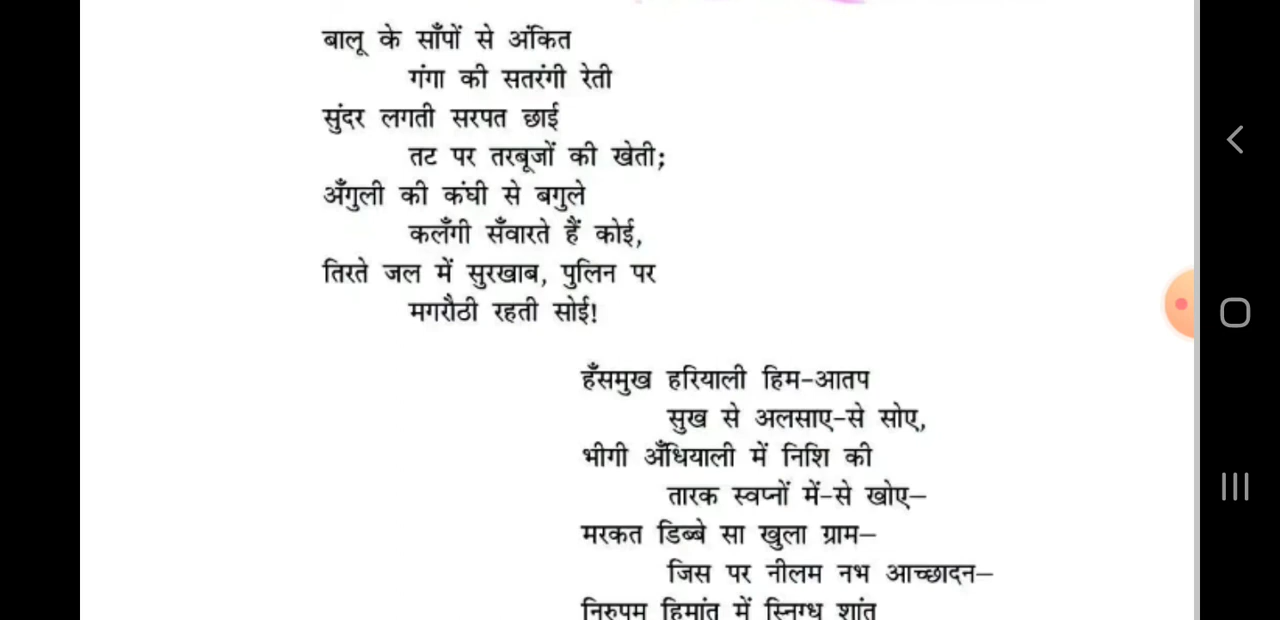 बालू के साँपों से अंकित
गंगा की सतरंगी रेती
सुंदर लगती सरपत छाई
तट पर तरबूजों की खेती;
अँगुली की कंघी से बगुले
कलँगी सँवारते हैं कोई,
तिरते जल में सुरखाब, पुलिन पर
मगरौठी रहती सोई!
हँसमुख हरियाली हिम-आतप
सुख से अलसाए-से सोए,
भीगी अँधियाली में निशि की
तारक स्वप्नों में-से खोए–
मरकत डिब्बे सा खुला ग्राम–
जिस पर नीलम नभ आच्छादन–
निरुपम हिमांत में स्निग्ध शांत